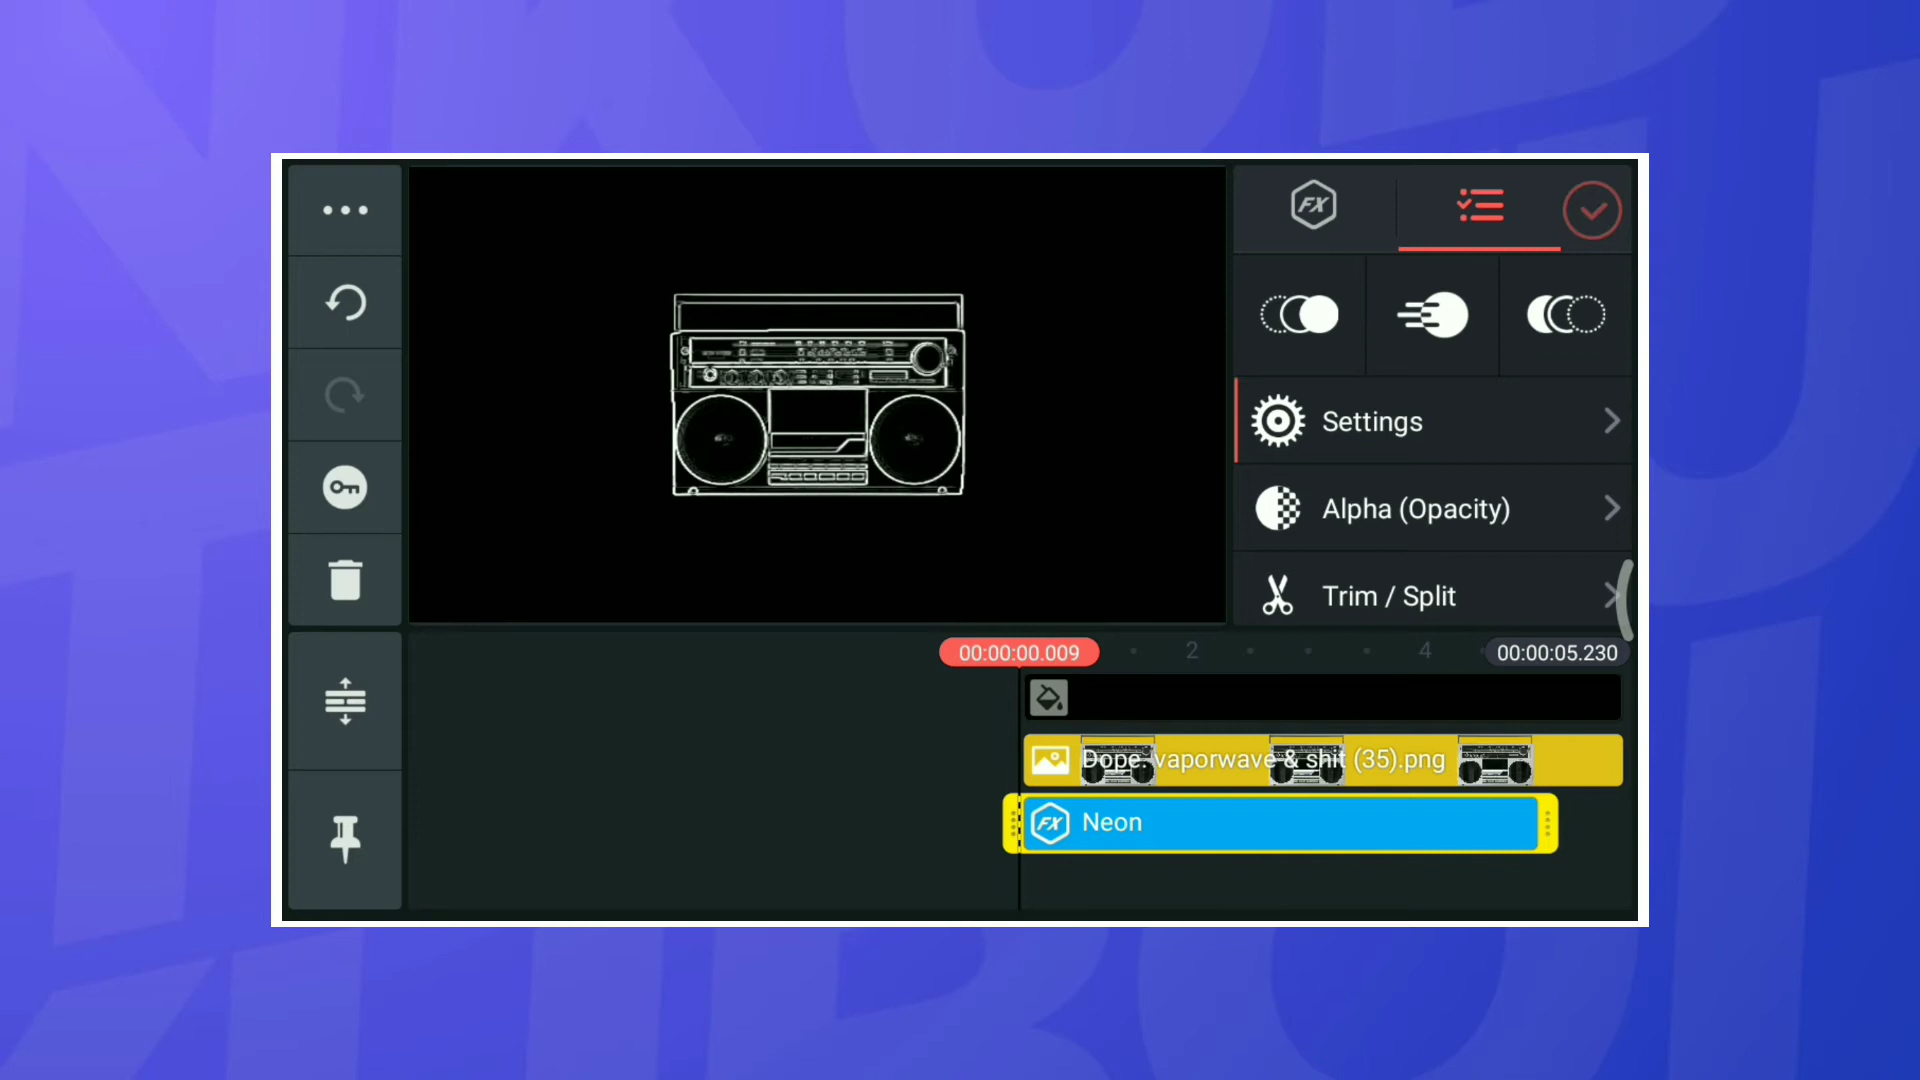 FX
Settings
Alpha (Opacity)
Trim / Split
00:00:00.009
2
4
00:00:05.230
Dope. vaporwave & shit (35).png
FX
Neon